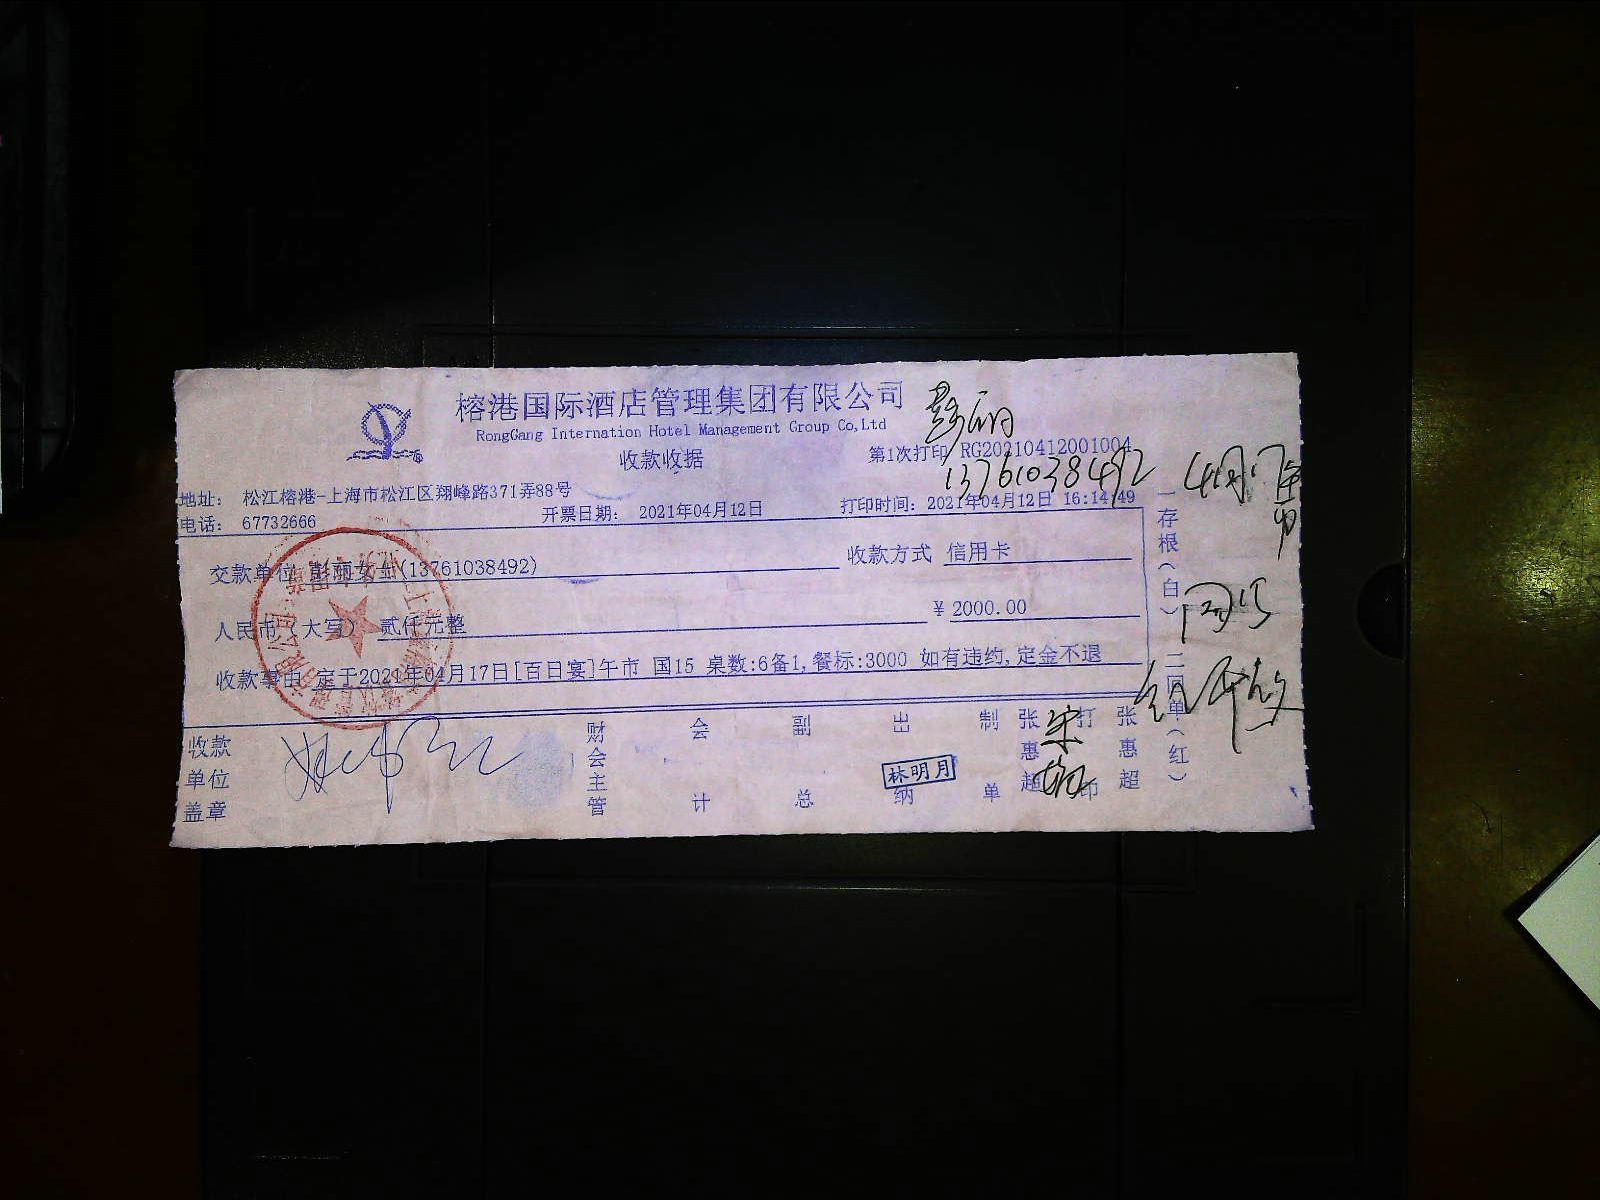 榕港国际酒店管理集团有限公司
RongGang Internation Hotel Management Group Co,Ltd
彭丽
收款收据
第1次打印 RG20210412001004
13761038492
地址： 松江榕港-上海市松江区翔峰路371弄88号
电话： 67732666
开票日期： 2021年04月12日
打印时间：2021年04月12日 16:14:49
交款单位 彭丽女士(13761038492)
收款方式 信用卡
人民币（大写） 贰仟元整
￥2000.00
收款事由 定于2021年04月17日[百日宴]午市 国15 桌数:6备1,餐标:3000 如有违约,定金不退
收款单位盖章
财会主管
会计
副总
出纳
林明月
制单
张惠超
打印
张惠超
一存根（白）
二回单（红）